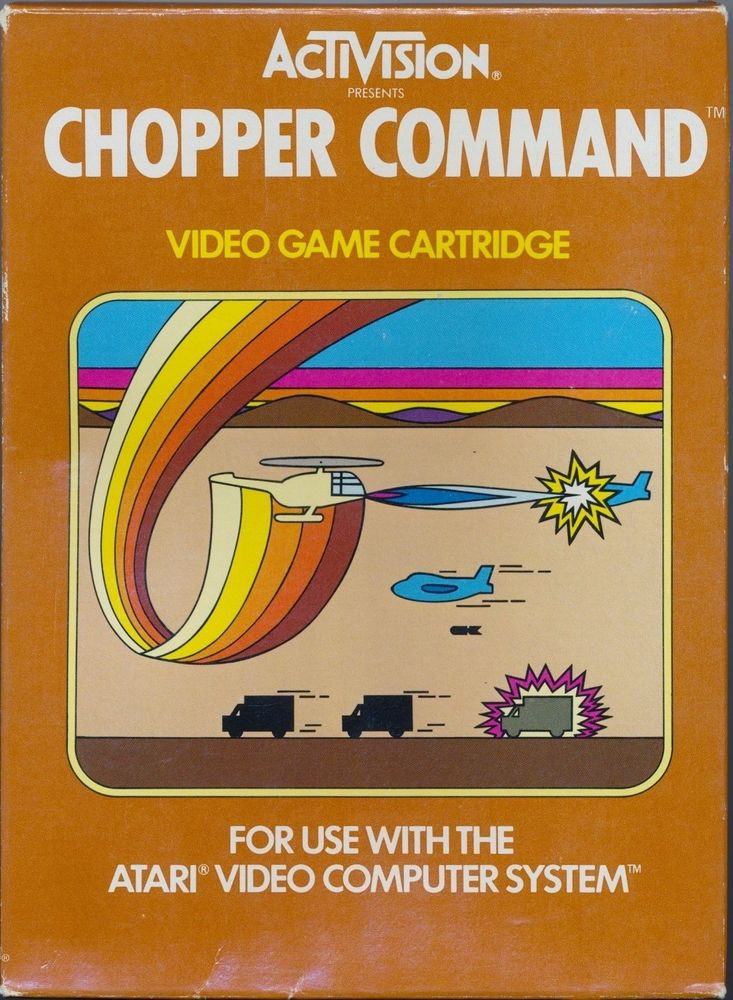 ACTIVISION®
PRESENTS
CHOPPER COMMAND™
VIDEO GAME CARTRIDGE
FOR USE WITH THE
ATARI® VIDEO COMPUTER SYSTEM™
®